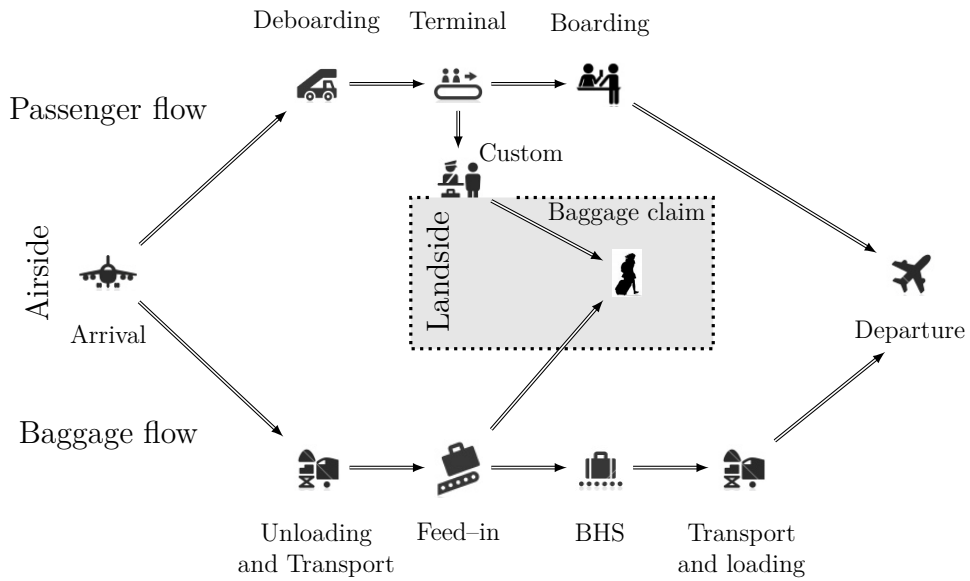 Deboarding
Terminal
Boarding
Passenger flow
Custom
Baggage claim
Airside
Landside
Arrival
Departure
Baggage flow
Unloading
and Transport
Feed–in
BHS
Transport
and loading